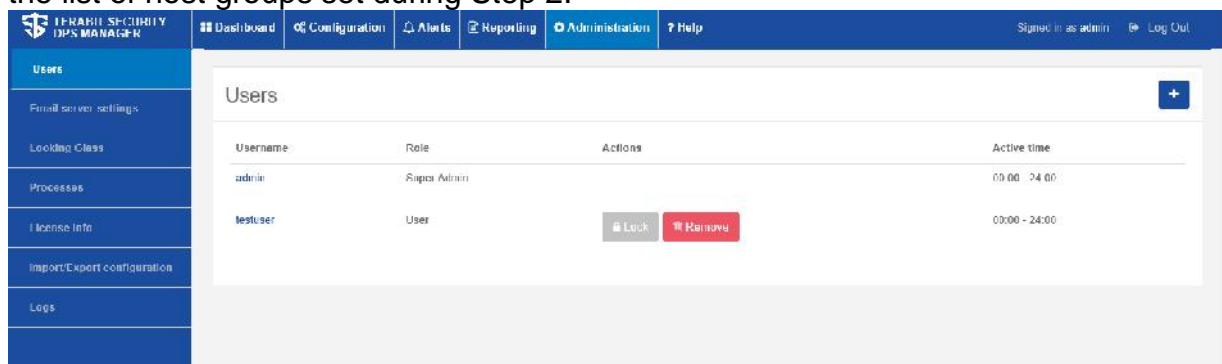 the list of host groups set during Step 2.
TERABIT SECURITY
DPS MANAGER
Dashboard Configuration Alerts Reporting Administration ? Help Signed in as admin Log Out
Users
Email server settings
Looking Glass
Processes
License Info
Import/Export configuration
Logs
Users +
Username Role Actions Active time
admin Super Admin 00:00 - 24:00
testuser User Lock Remove 00:00 - 24:00